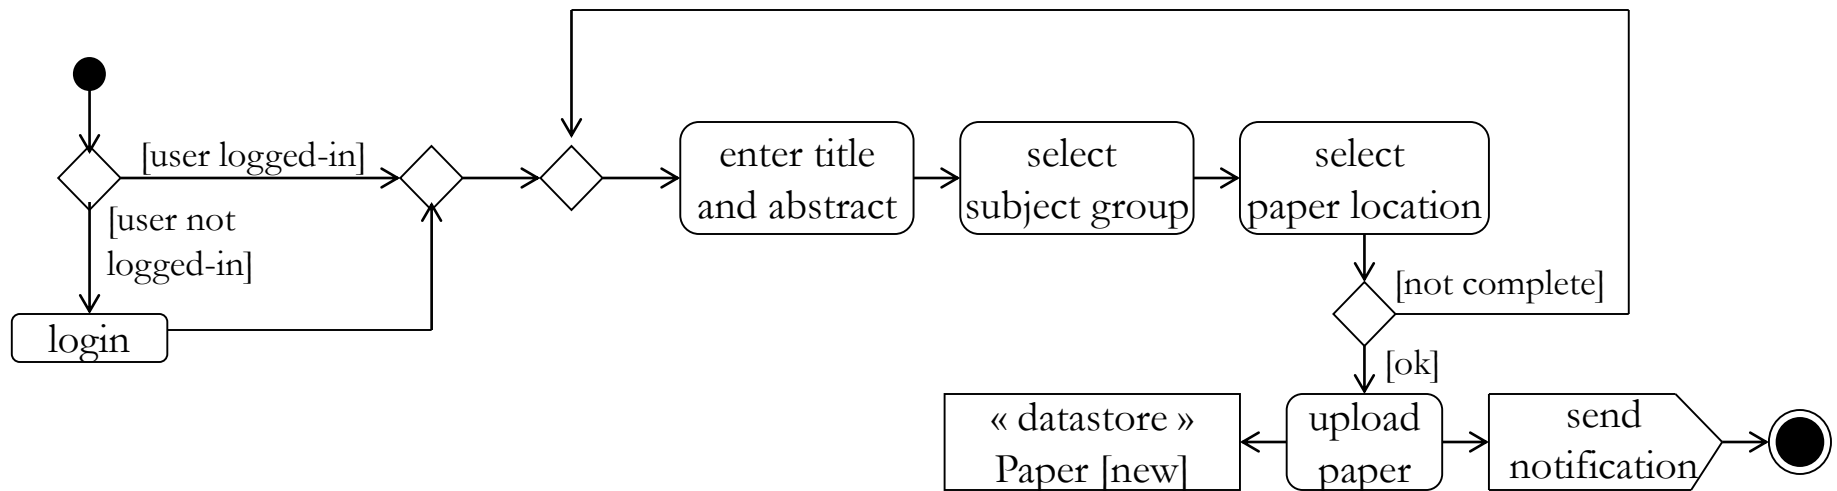 [user logged-in]
[user not
logged-in]
login
enter title
and abstract
select
subject group
select
paper location
[not complete]
[ok]
« datastore »
Paper [new]
upload
paper
send
notification